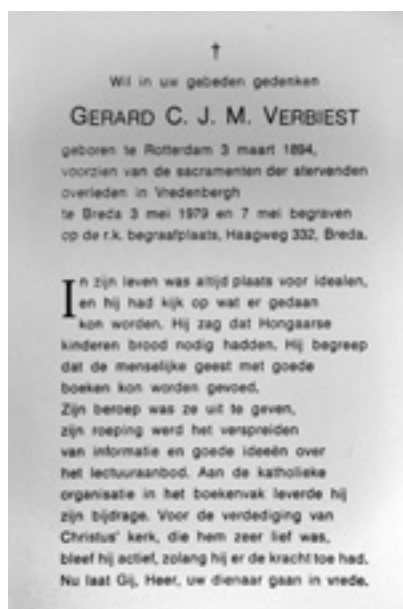 †
Wil in uw gebeden gedenken
GERARD C. J. M. VERBIEST
geboren te Rotterdam 3 maart 1894,
voorzien van de sacramenten der stervenden
overleden in Vredenbergh
te Breda 3 mei 1979 en 7 mei begraven
op de r.k. begraafplaats, Haagweg 332, Breda.
In zijn leven was altijd plaats voor idealen,
en hij had kijk op wat er gedaan
kon worden. Hij zag dat Hongaarse
kinderen brood nodig hadden. Hij begreep
dat de menselijke geest met goede
boeken kon worden gevoed.
Zijn beroep was ze uit te geven,
zijn roeping werd het verspreiden
van informatie en goede ideeën over
het lectuuraanbod. Aan de katholieke
organisatie in het boekenvak leverde hij
zijn bijdrage. Voor de verdediging van
Christus' kerk, die hem zeer lief was,
bleef hij actief, zolang hij er de kracht toe had.
Nu laat Gij, Heer, uw dienaar gaan in vrede.